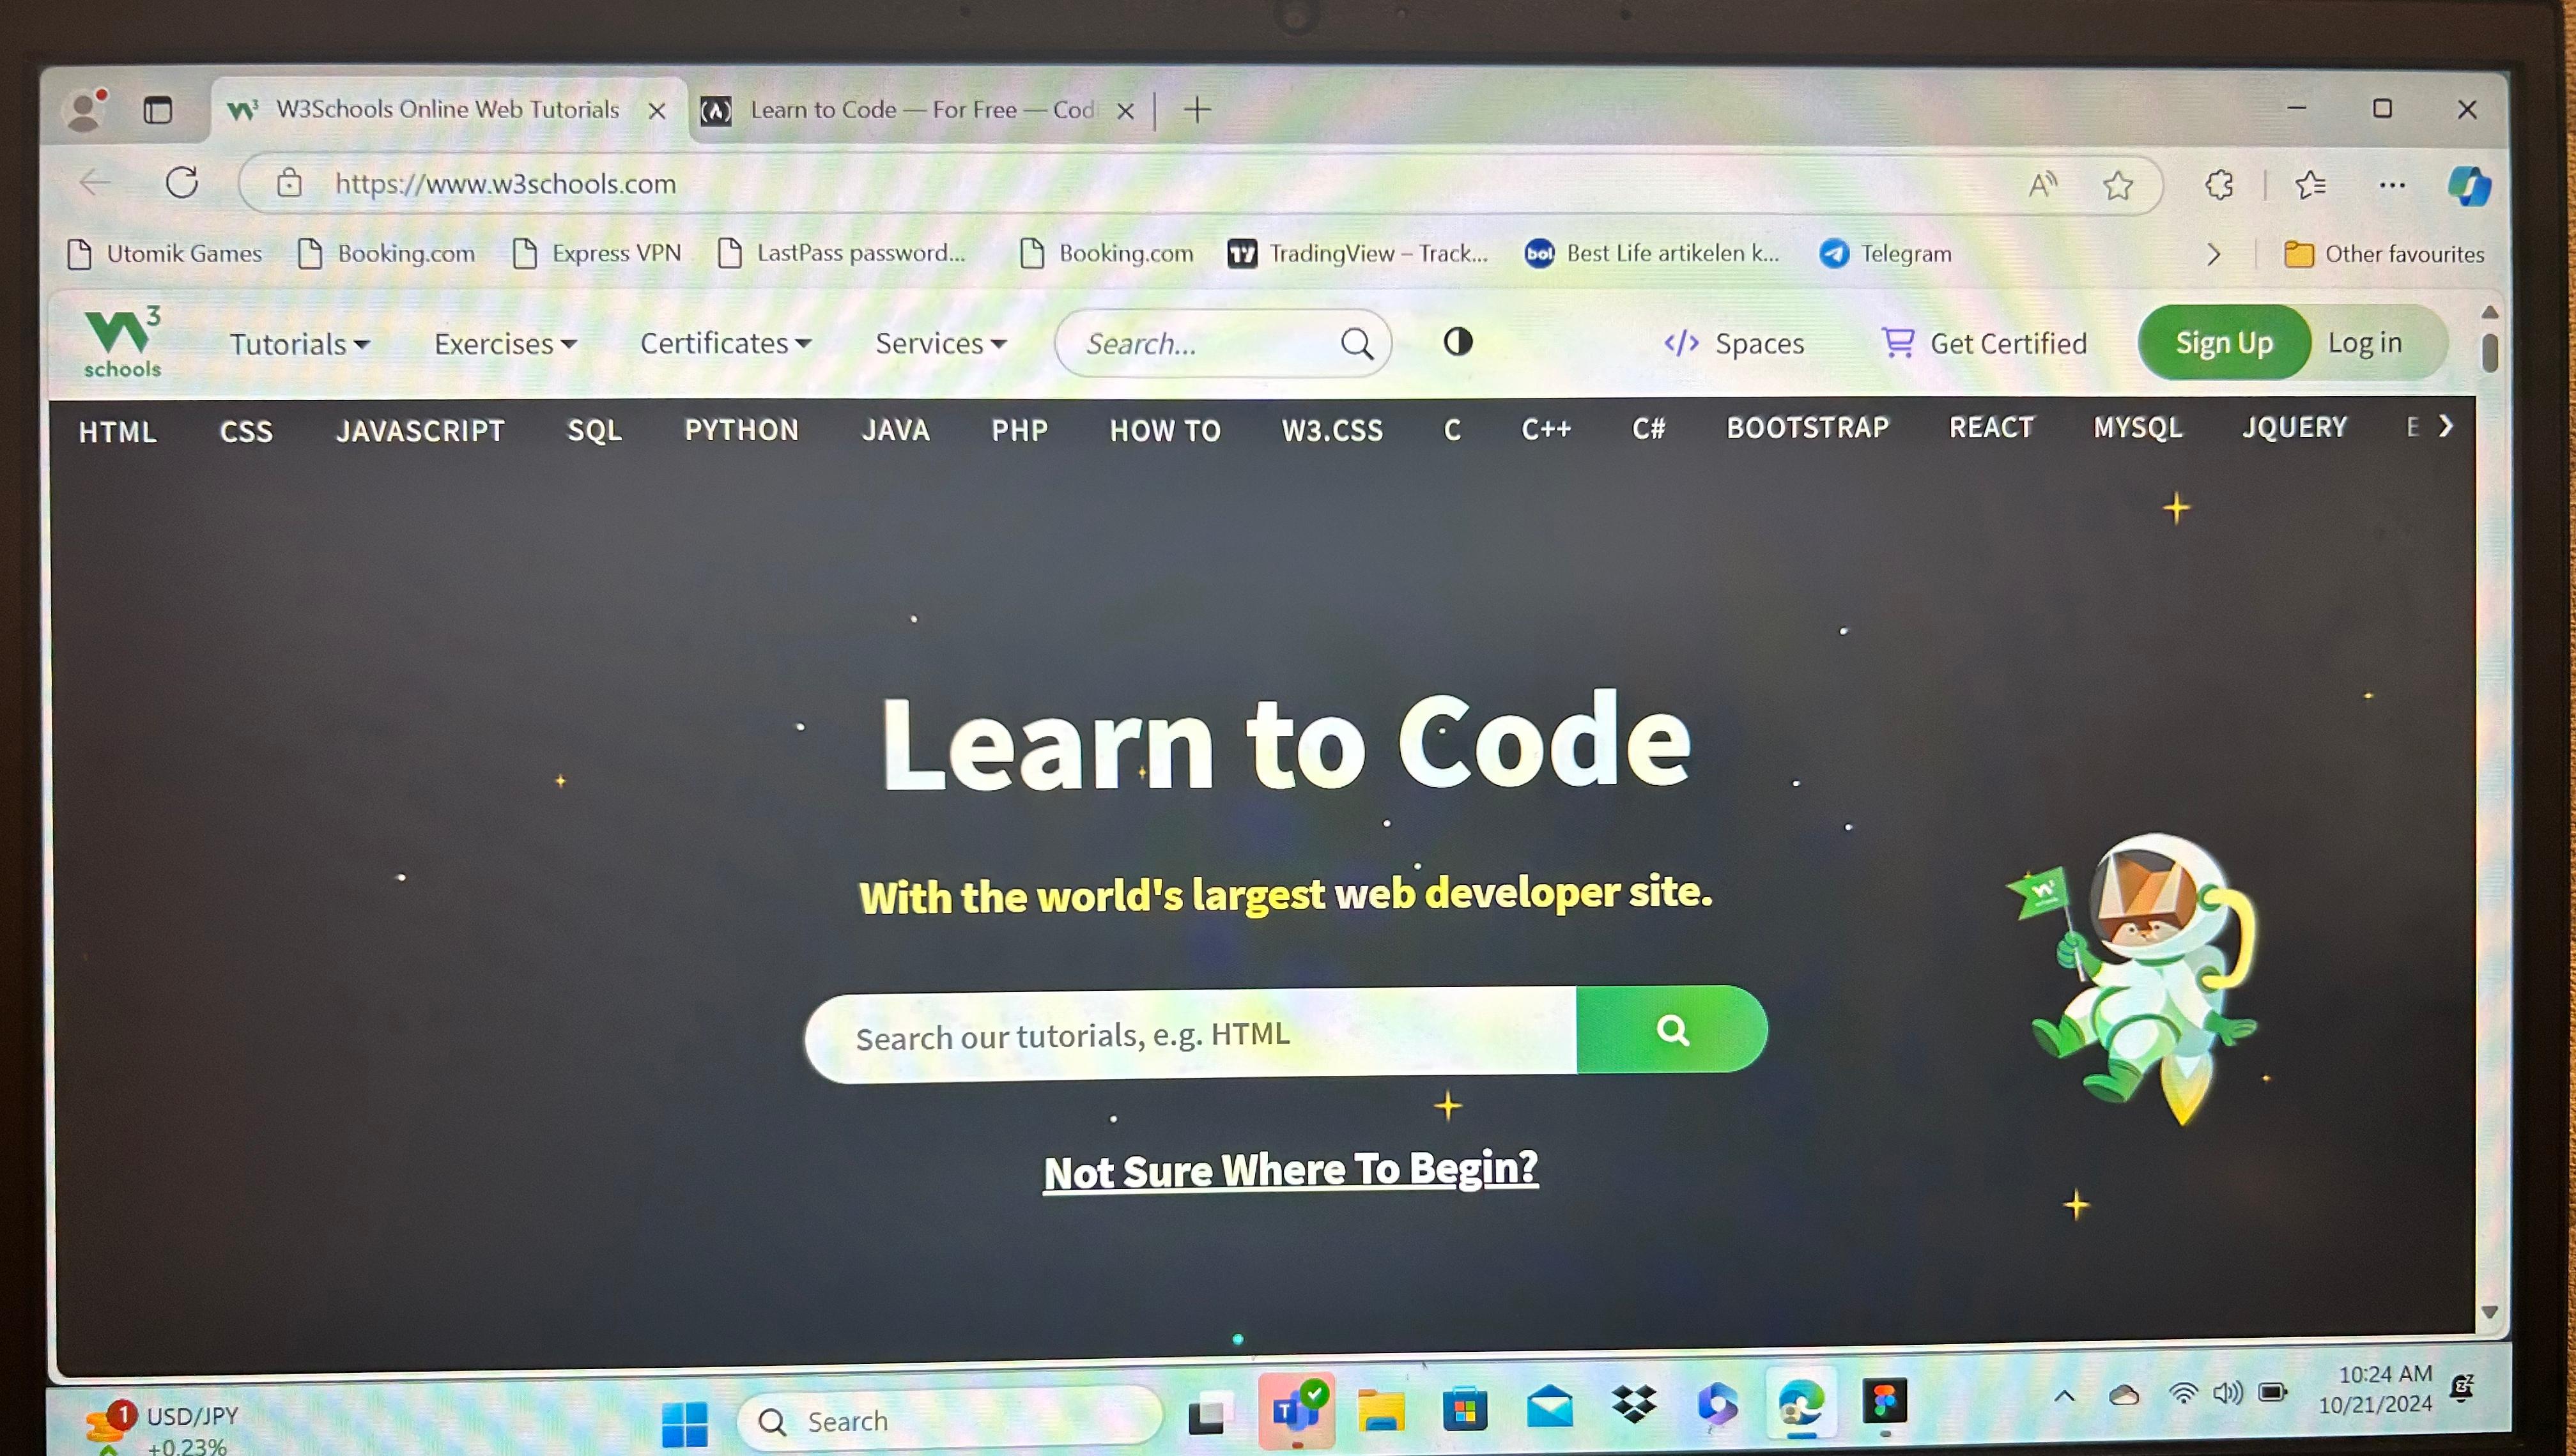 W3Schools Online Web Tutorials
Learn to Code — For Free — Cod
https://www.w3schools.com
Utomik Games Booking.com Express VPN LastPass password... Booking.com TradingView – Track... bol Best Life artikelen k... Telegram Other favourites
W3 schools Tutorials Exercises Certificates Services Search... </> Spaces Get Certified Sign Up Log in
HTML CSS JAVASCRIPT SQL PYTHON JAVA PHP HOW TO W3.CSS C C++ C# BOOTSTRAP REACT MYSQL JQUERY E
Learn to Code
With the world's largest web developer site.
Search our tutorials, e.g. HTML
Not Sure Where To Begin?
1 USD/JPY
+0.23%
Search
10:24 AM
10/21/2024